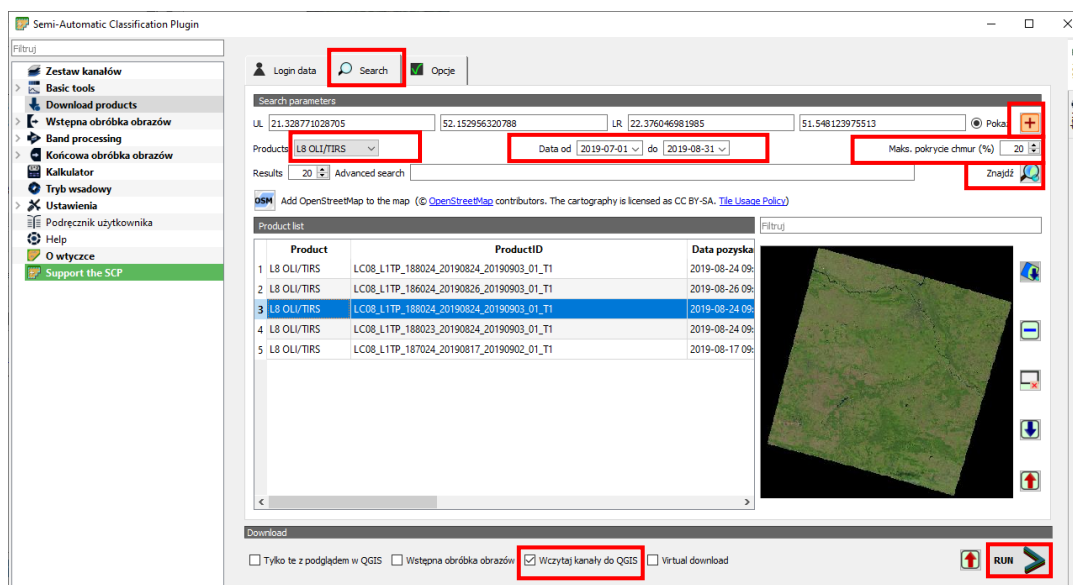 Semi-Automatic Classification Plugin
Filtruj
Zestaw kanałów
Basic tools
Download products
Wstępna obróbka obrazów
Band processing
Końcowa obróbka obrazów
Kalkulator
Tryb wsadowy
Ustawienia
Podręcznik użytkownika
Help
O wtyczce
Support the SCP
Login data Search Opcje
Search parameters
UL 21.328771028705 52.152956320788 LR 22.376046981985 51.548123975513 Pokaż
Products L8 OLI/TIRS Data od 2019-07-01 do 2019-08-31 Maks. pokrycie chmur (%) 20
Results 20 Advanced search Znajdź
OSM Add OpenStreetMap to the map (© OpenStreetMap contributors. The cartography is licensed as CC BY-SA. Tile Usage Policy)
Product list Filtruj
Product ProductID Data pozyska
1 L8 OLI/TIRS LC08_L1TP_188024_20190824_20190903_01_T1 2019-08-24 09:
2 L8 OLI/TIRS LC08_L1TP_186024_20190826_20190903_01_T1 2019-08-26 09:
3 L8 OLI/TIRS LC08_L1TP_188024_20190824_20190903_01_T1 2019-08-24 09:
4 L8 OLI/TIRS LC08_L1TP_188023_20190824_20190903_01_T1 2019-08-24 09:
5 L8 OLI/TIRS LC08_L1TP_187024_20190817_20190902_01_T1 2019-08-17 09:
Download
Tylko te z podglądem w QGIS Wstępna obróbka obrazów Wczytaj kanały do QGIS Virtual download RUN